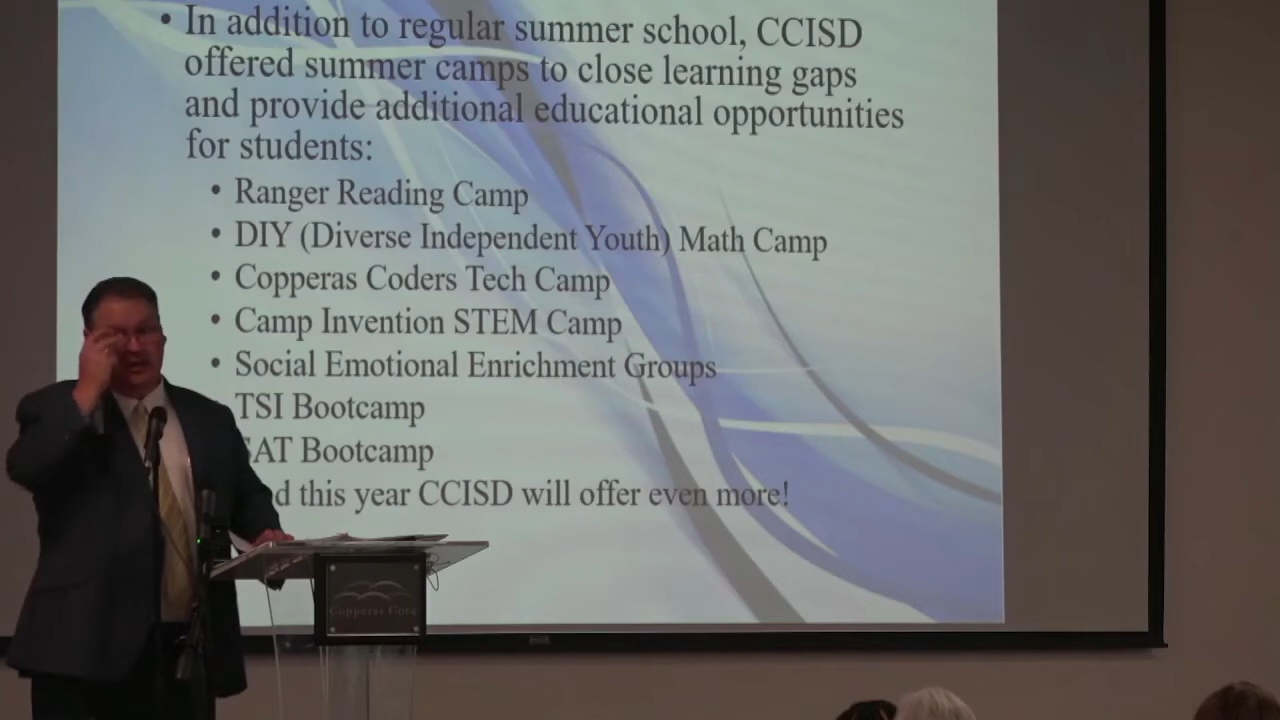 • In addition to regular summer school, CCISD
offered summer camps to close learning gaps
and provide additional educational opportunities
for students:
• Ranger Reading Camp
• DIY (Diverse Independent Youth) Math Camp
• Copperas Coders Tech Camp
• Camp Invention STEM Camp
• Social Emotional Enrichment Groups
TSI Bootcamp
SAT Bootcamp
this year CCISD will offer even more!
Copperas Cove